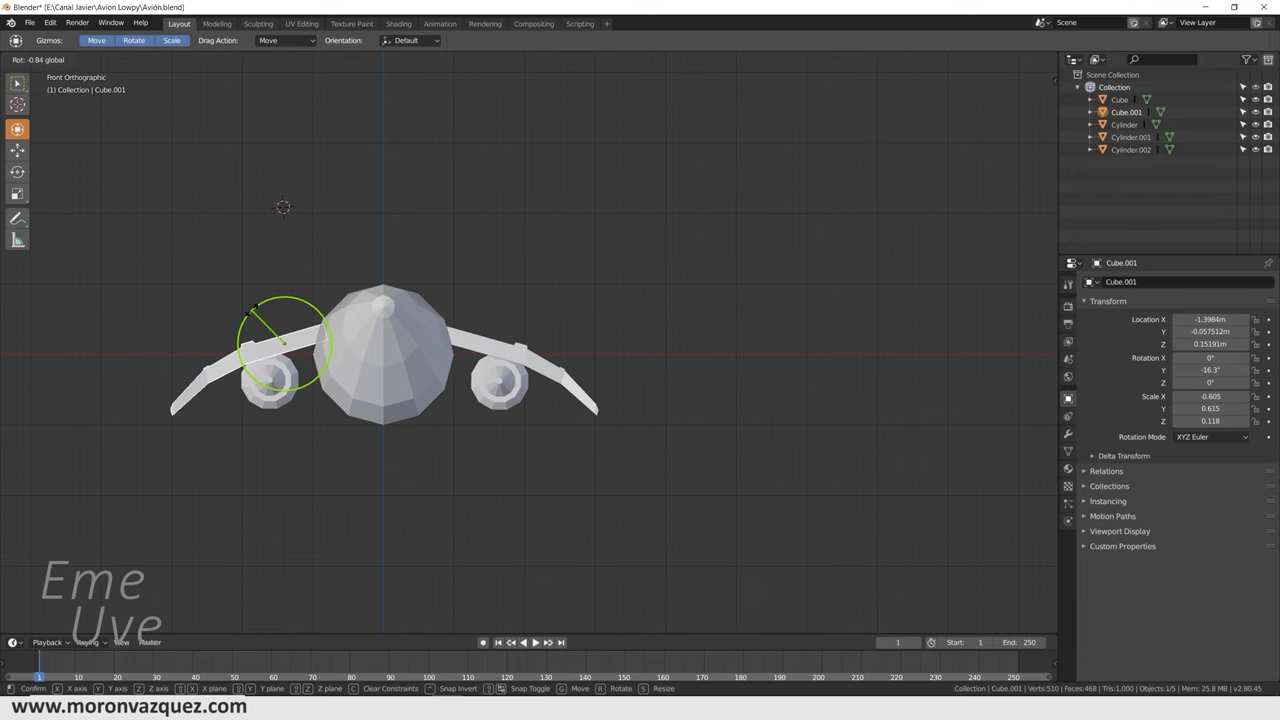 Blender* [E:\Canal Javier\Avion Lowpy\Avión.blend]
File Edit Render Window Help Layout Modeling Sculpting UV Editing Texture Paint Shading Animation Rendering Compositing Scripting + Scene View Layer
Gizmos: Move Rotate Scale Drag Action: Move Orientation: Default
Rot: -0.84 global
Front Orthographic
(1) Collection | Cube.001
Scene Collection
Collection
Cube
Cube.001
Cylinder
Cylinder.001
Cylinder.002
Cube.001
Cube.001
Transform
Location X -1.3984m
Y -0.057512m
Z 0.15191m
Rotation X 0°
Y -16.3°
Z 0°
Scale X -0.605
Y 0.615
Z 0.118
Rotation Mode XYZ Euler
Delta Transform
Relations
Collections
Instancing
Motion Paths
Viewport Display
Custom Properties
Eme
Uve
Playback Keying View Marker 1 Start: 1 End: 250
1 10 20 30 40 50 60 70 80 90 100 110 120 130 140 150 160 170 180 190 200 210 220 230 240 250
Confirm X X axis Y Y axis Z Z axis X X plane Y Y plane Z Z plane C Clear Constraints Snap Invert Snap Toggle G Move R Rotate S Resize Collection | Cube.001 | Verts:510 | Faces:468 | Tris:1,000 | Objects:1/5 | Mem: 25.8 MB | v2.80.45
www.moronvazquez.com